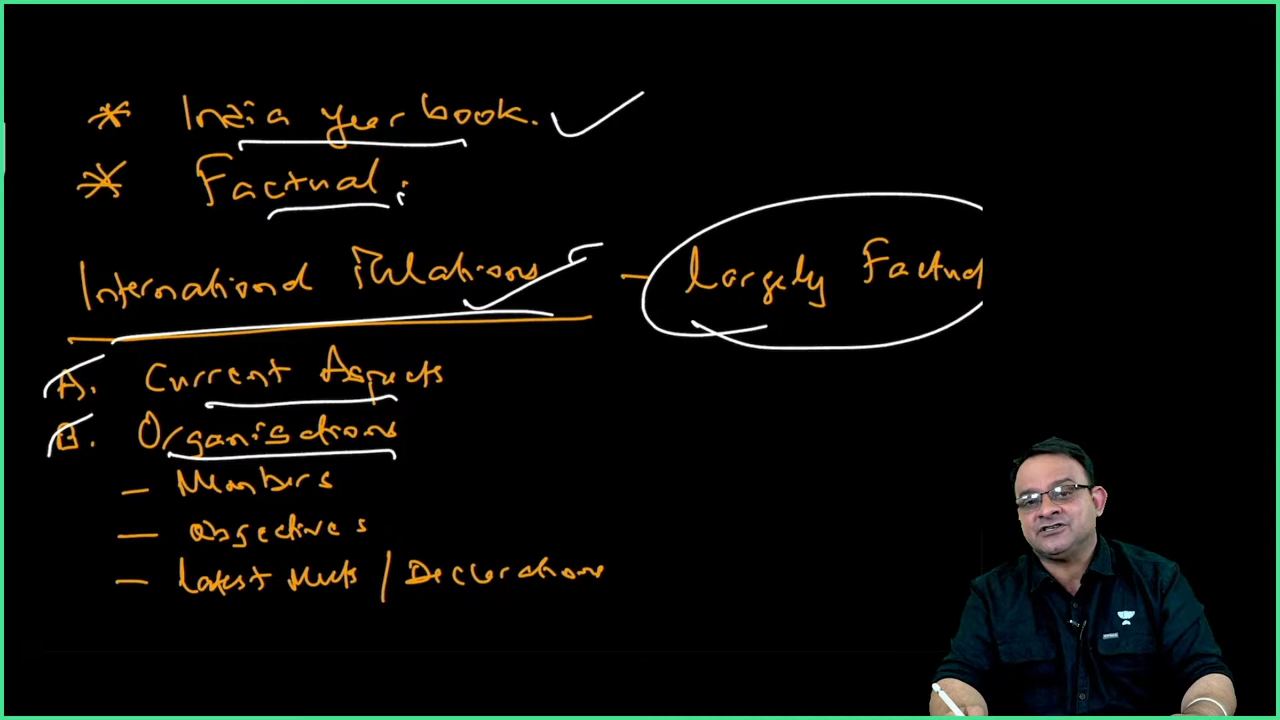 * India year book.
* Factual:
International Relations - largely Factual
A. Current Aspects
B. Organisations
- Members
- objectives
- latest Meets / Declarations